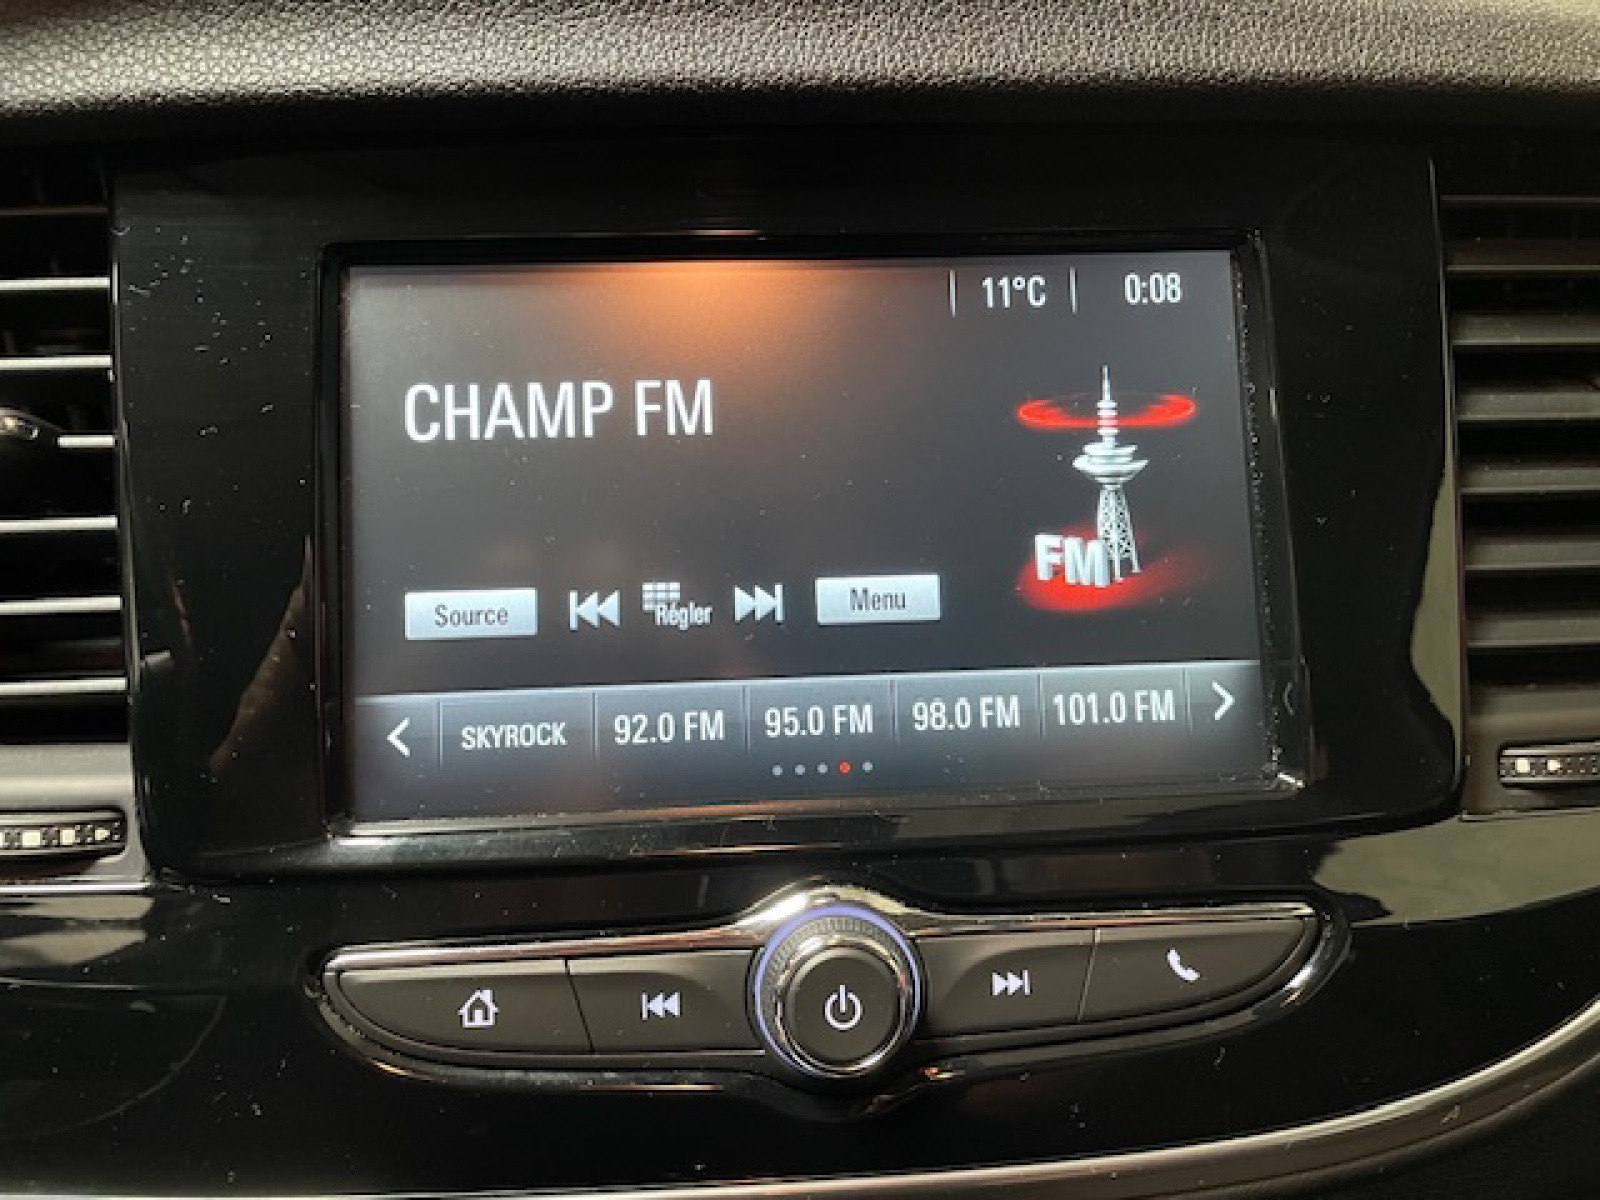 11°C 0:08
CHAMP FM
FM
Source Régler Menu
SKYROCK 92.0 FM 95.0 FM 98.0 FM 101.0 FM